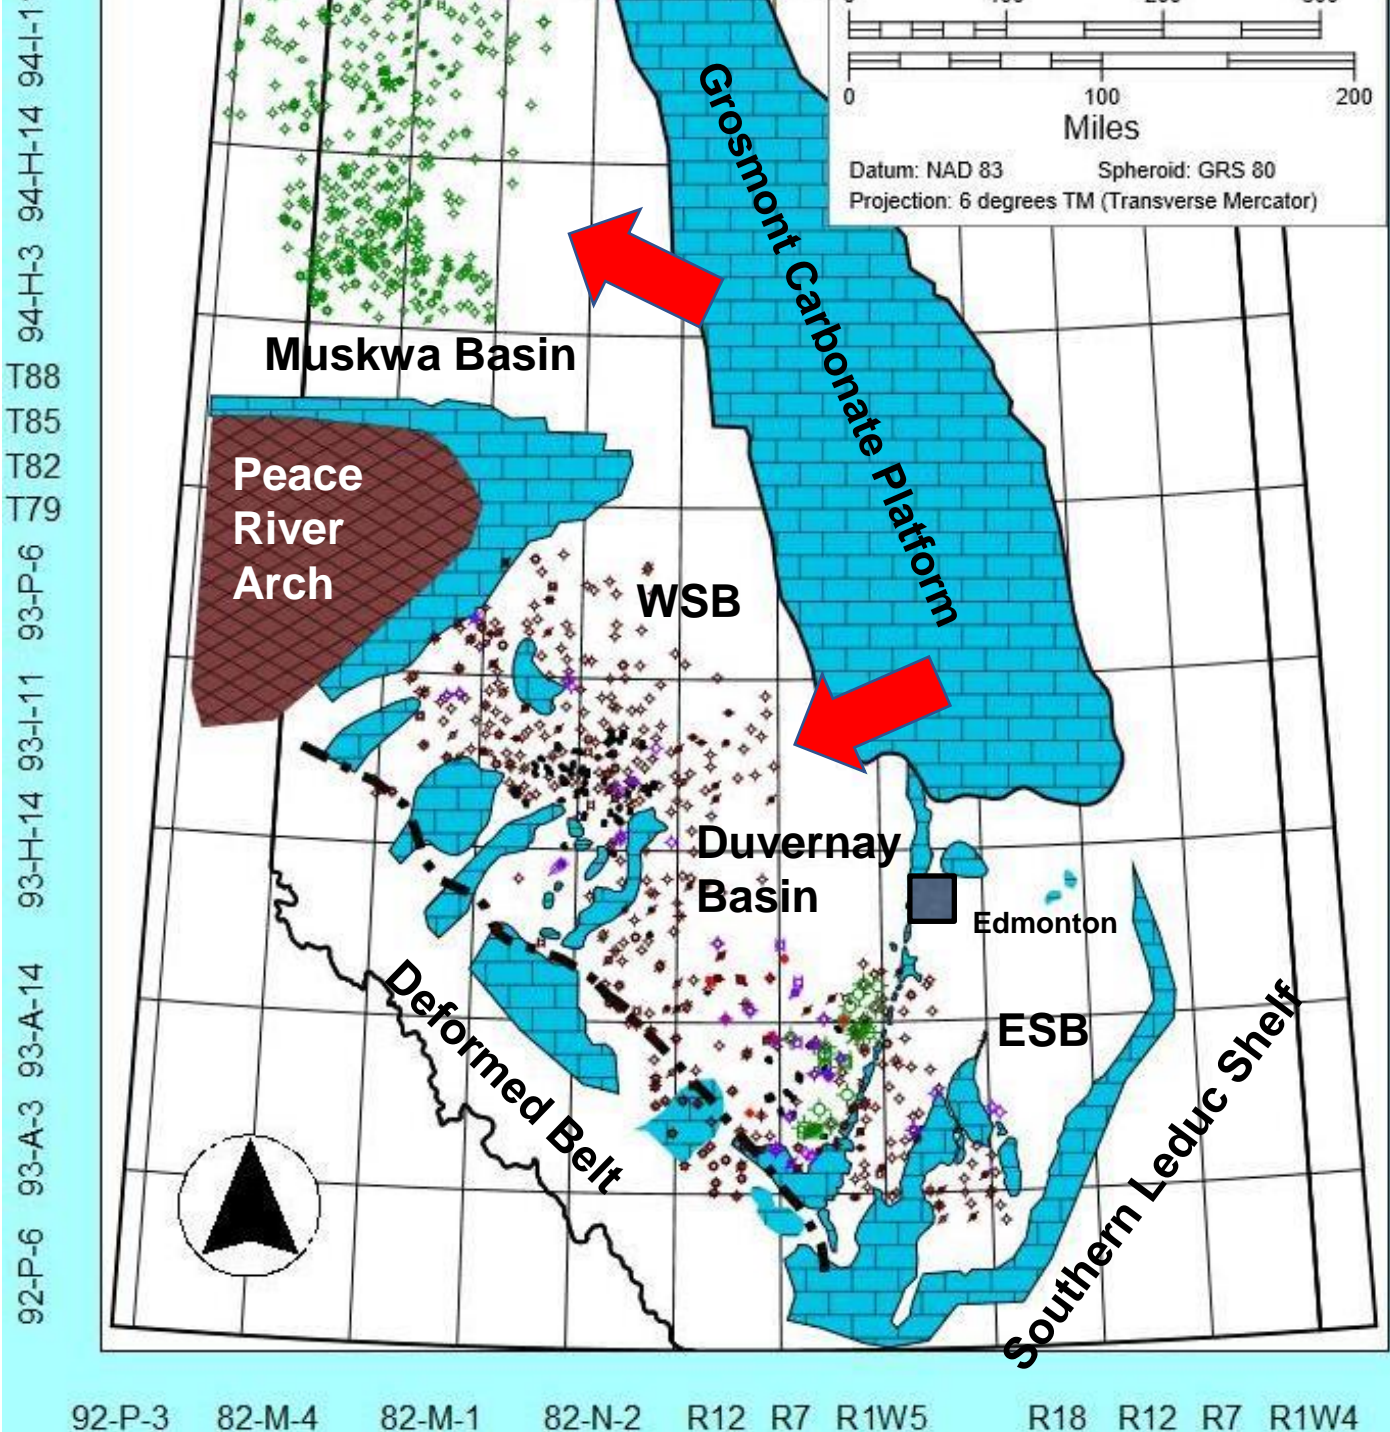 0 100 200
Miles
Datum: NAD 83 Spheroid: GRS 80
Projection: 6 degrees TM (Transverse Mercator)
94-H-14
94-H-3
T88
T85
T82
T79
93-P-6
93-I-11
93-H-14
93-A-14
93-A-3
92-P-6
Grosmont Carbonate Platform
Muskwa Basin
Peace
River
Arch
WSB
Duvernay
Basin
Edmonton
Deformed Belt
ESB
Southern Leduc Shelf
92-P-3 82-M-4 82-M-1 82-N-2 R12 R7 R1W5 R18 R12 R7 R1W4